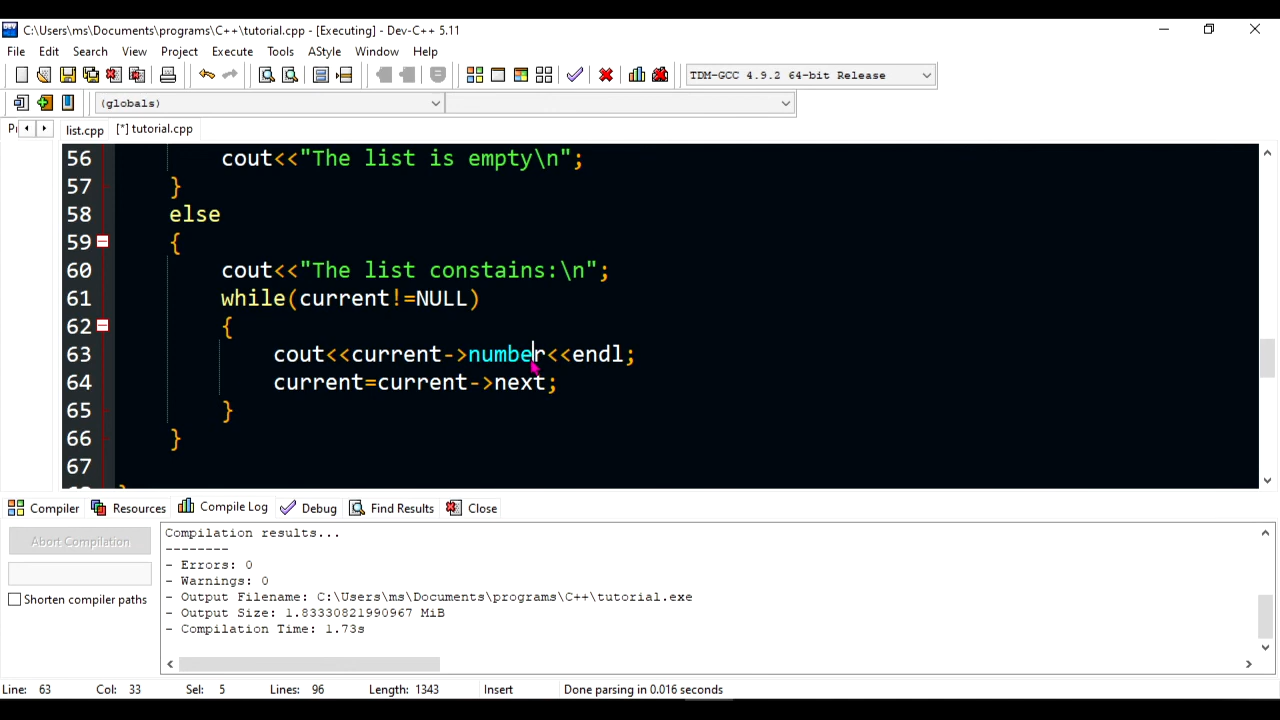 C:\Users\ms\Documents\programs\C++\tutorial.cpp - [Executing] - Dev-C++ 5.11
File Edit Search View Project Execute Tools AStyle Window Help
TDM-GCC 4.9.2 64-bit Release
(globals)
list.cpp [*] tutorial.cpp
56 cout<<"The list is empty\n";
57 }
58 else
59 {
60 cout<<"The list constains:\n";
61 while(current!=NULL)
62 {
63 cout<<current->number<<endl;
64 current=current->next;
65 }
66 }
67
Compiler Resources Compile Log Debug Find Results Close
Abort Compilation
Shorten compiler paths
Compilation results...
--------
- Errors: 0
- Warnings: 0
- Output Filename: C:\Users\ms\Documents\programs\C++\tutorial.exe
- Output Size: 1.83330821990967 MiB
- Compilation Time: 1.73s
Line: 63 Col: 33 Sel: 5 Lines: 96 Length: 1343 Insert Done parsing in 0.016 seconds